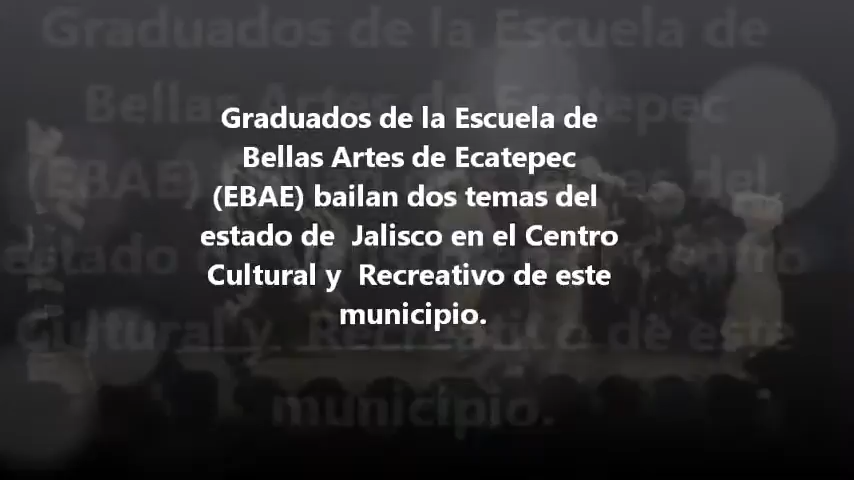 Graduados de la Escuela de
Bellas Artes de Ecatepec
(EBAE) bailan dos temas del
estado de  Jalisco en el Centro
Cultural y  Recreativo de este
municipio.